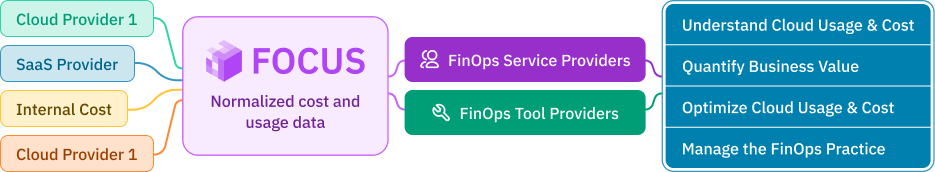 Cloud Provider 1
SaaS Provider
Internal Cost
Cloud Provider 1
FOCUS
Normalized cost and
usage data
FinOps Service Providers
FinOps Tool Providers
Understand Cloud Usage & Cost
Quantify Business Value
Optimize Cloud Usage & Cost
Manage the FinOps Practice